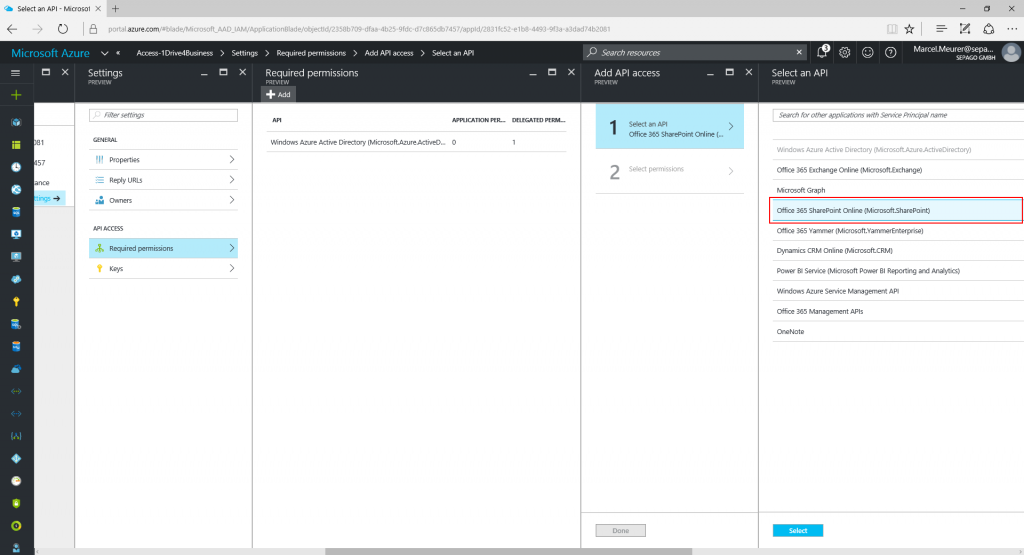 Select an API - Microsof
portal.azure.com/#blade/Microsoft_AAD_IAM/ApplicationBlade/objectId/2358b709-dfaa-4b25-9fdc-d7c865db7457/appId/2831fc52-e1b8-4493-9f3a-a3dad74b2081
Microsoft Azure
Access-1Drive4Business > Settings > Required permissions > Add API access > Select an API
Search resources
3
Marcel.Meurer@sepa...
SEPAGO GMBH
081
457
ance
ttings →
Settings
PREVIEW
Filter settings
GENERAL
Properties
Reply URLs
Owners
API ACCESS
Required permissions
Keys
Required permissions
PREVIEW
Add
API APPLICATION PER... DELEGATED PERM...
Windows Azure Active Directory (Microsoft.Azure.ActiveD... 0 1
Add API access
PREVIEW
1 Select an API
Office 365 SharePoint Online (...
2 Select permissions
Done
Select an API
PREVIEW
Search for other applications with Service Principal name
Windows Azure Active Directory (Microsoft.Azure.ActiveDirectory)
Office 365 Exchange Online (Microsoft.Exchange)
Microsoft Graph
Office 365 SharePoint Online (Microsoft.SharePoint)
Office 365 Yammer (Microsoft.YammerEnterprise)
Dynamics CRM Online (Microsoft.CRM)
Power BI Service (Microsoft Power BI Reporting and Analytics)
Windows Azure Service Management API
Office 365 Management APIs
OneNote
Select